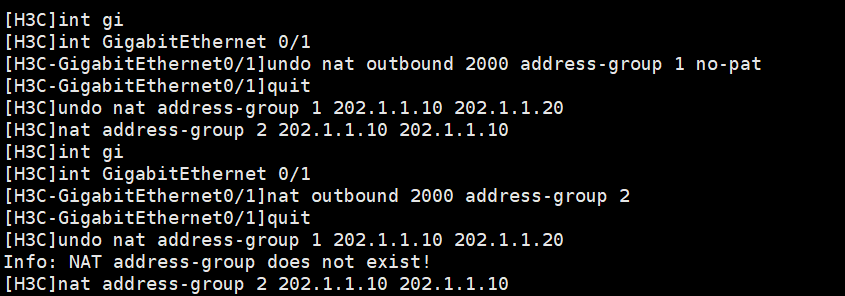 [H3C]int gi
[H3C]int GigabitEthernet 0/1
[H3C-GigabitEthernet0/1]undo nat outbound 2000 address-group 1 no-pat
[H3C-GigabitEthernet0/1]quit
[H3C]undo nat address-group 1 202.1.1.10 202.1.1.20
[H3C]nat address-group 2 202.1.1.10 202.1.1.10
[H3C]int gi
[H3C]int GigabitEthernet 0/1
[H3C-GigabitEthernet0/1]nat outbound 2000 address-group 2
[H3C-GigabitEthernet0/1]quit
[H3C]undo nat address-group 1 202.1.1.10 202.1.1.20
Info: NAT address-group does not exist!
[H3C]nat address-group 2 202.1.1.10 202.1.1.10